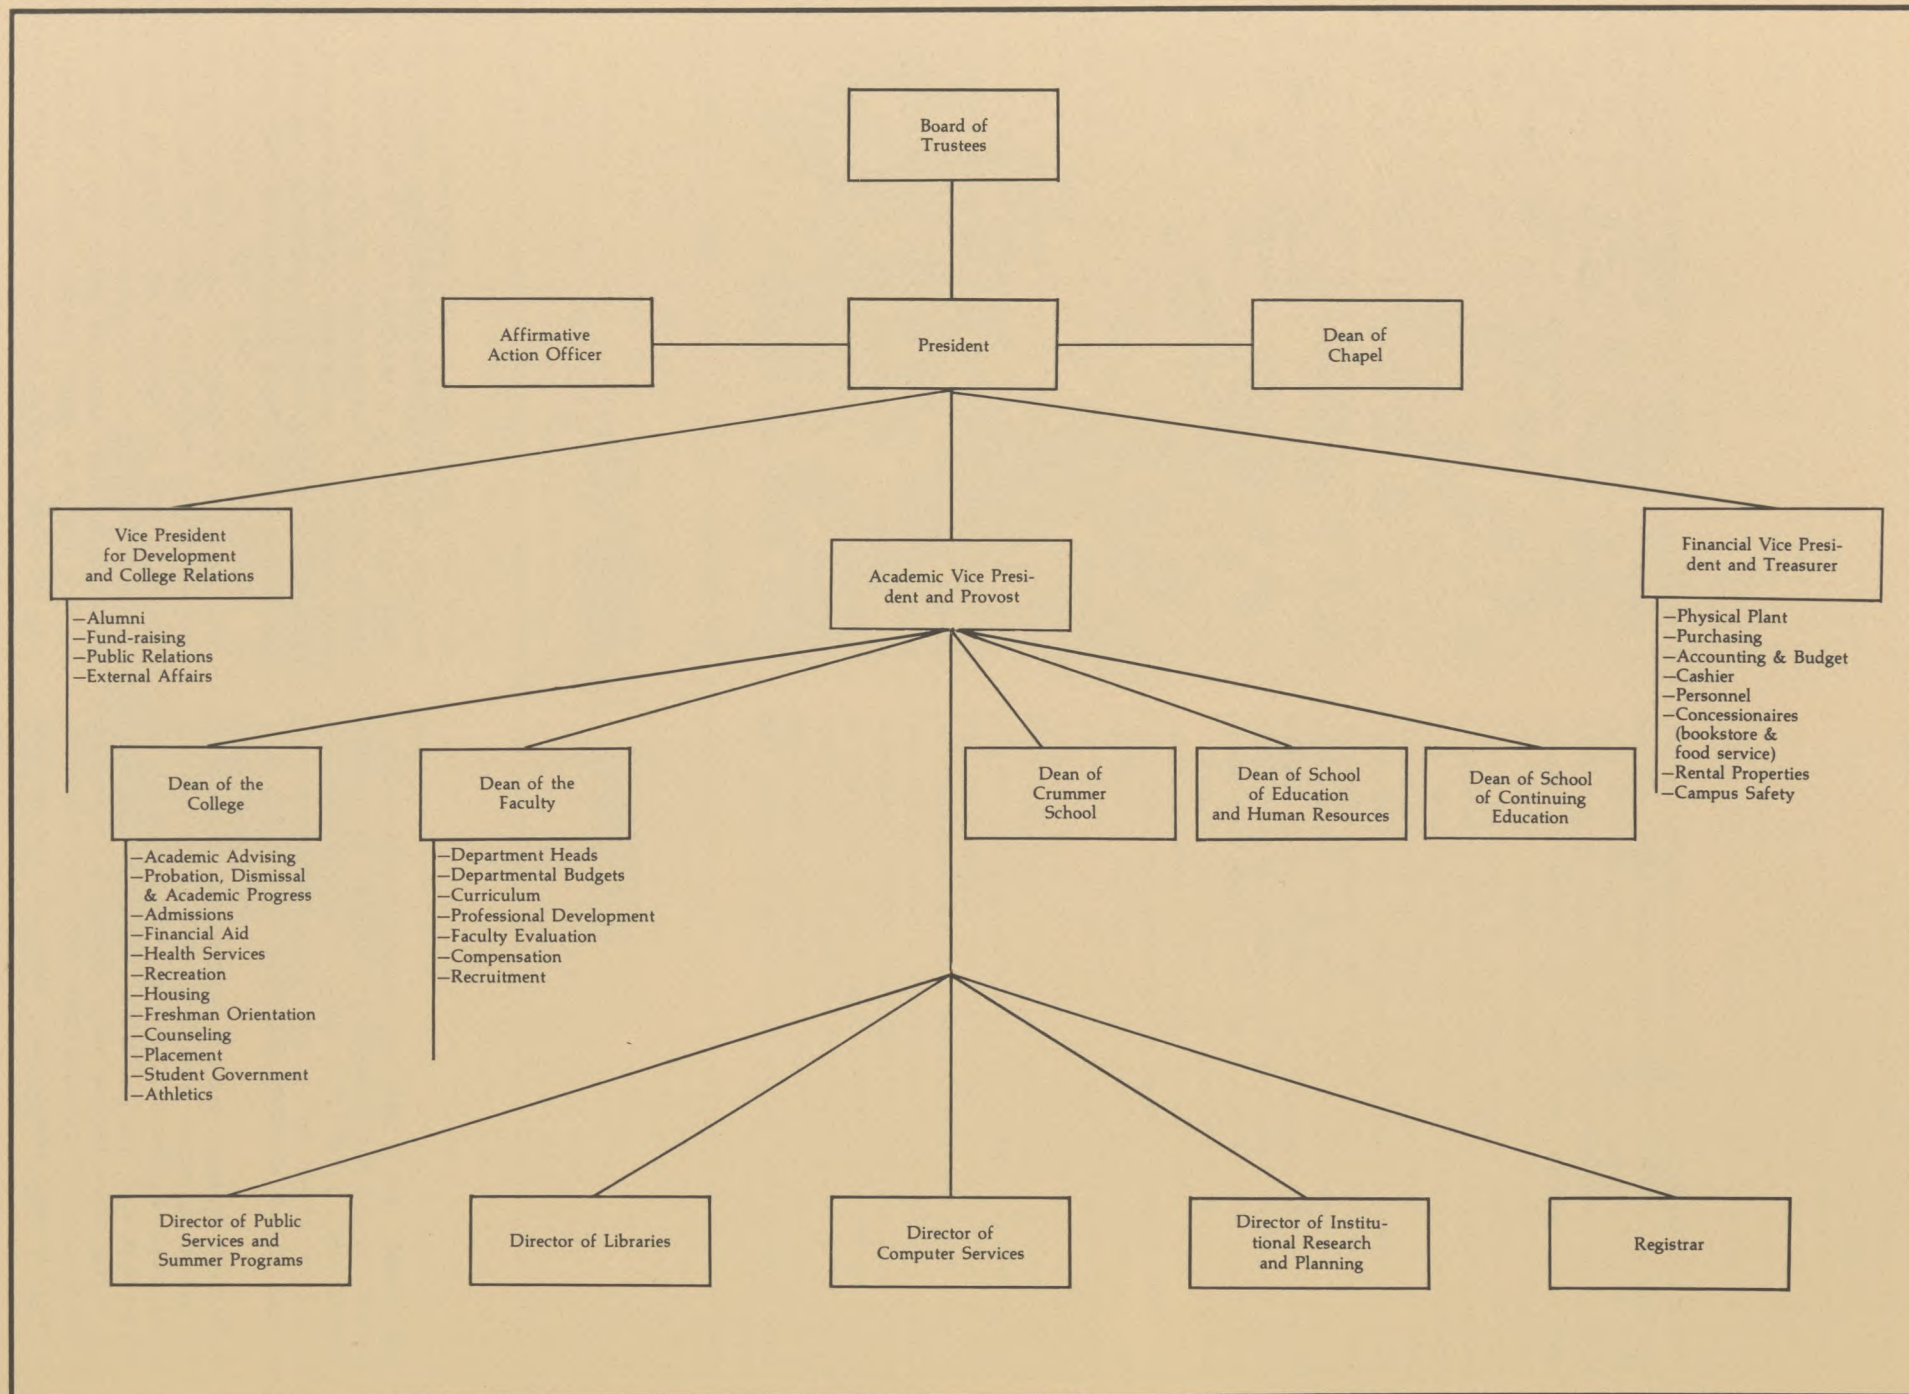 Board of
Trustees
Affirmative
Action Officer
President
Dean of
Chapel
Vice President
for Development
and College Relations
—Alumni
—Fund-raising
—Public Relations
—External Affairs
Academic Vice Presi-
dent and Provost
Financial Vice Presi-
dent and Treasurer
—Physical Plant
—Purchasing
—Accounting & Budget
—Cashier
—Personnel
—Concessionaires
(bookstore &
food service)
—Rental Properties
—Campus Safety
Dean of the
College
—Academic Advising
—Probation, Dismissal
& Academic Progress
—Admissions
—Financial Aid
—Health Services
—Recreation
—Housing
—Freshman Orientation
—Counseling
—Placement
—Student Government
—Athletics
Dean of the
Faculty
—Department Heads
—Departmental Budgets
—Curriculum
—Professional Development
—Faculty Evaluation
—Compensation
—Recruitment
Dean of
Crummer
School
Dean of School
of Education
and Human Resources
Dean of School
of Continuing
Education
Director of Public
Services and
Summer Programs
Director of Libraries
Director of
Computer Services
Director of Institu-
tional Research
and Planning
Registrar